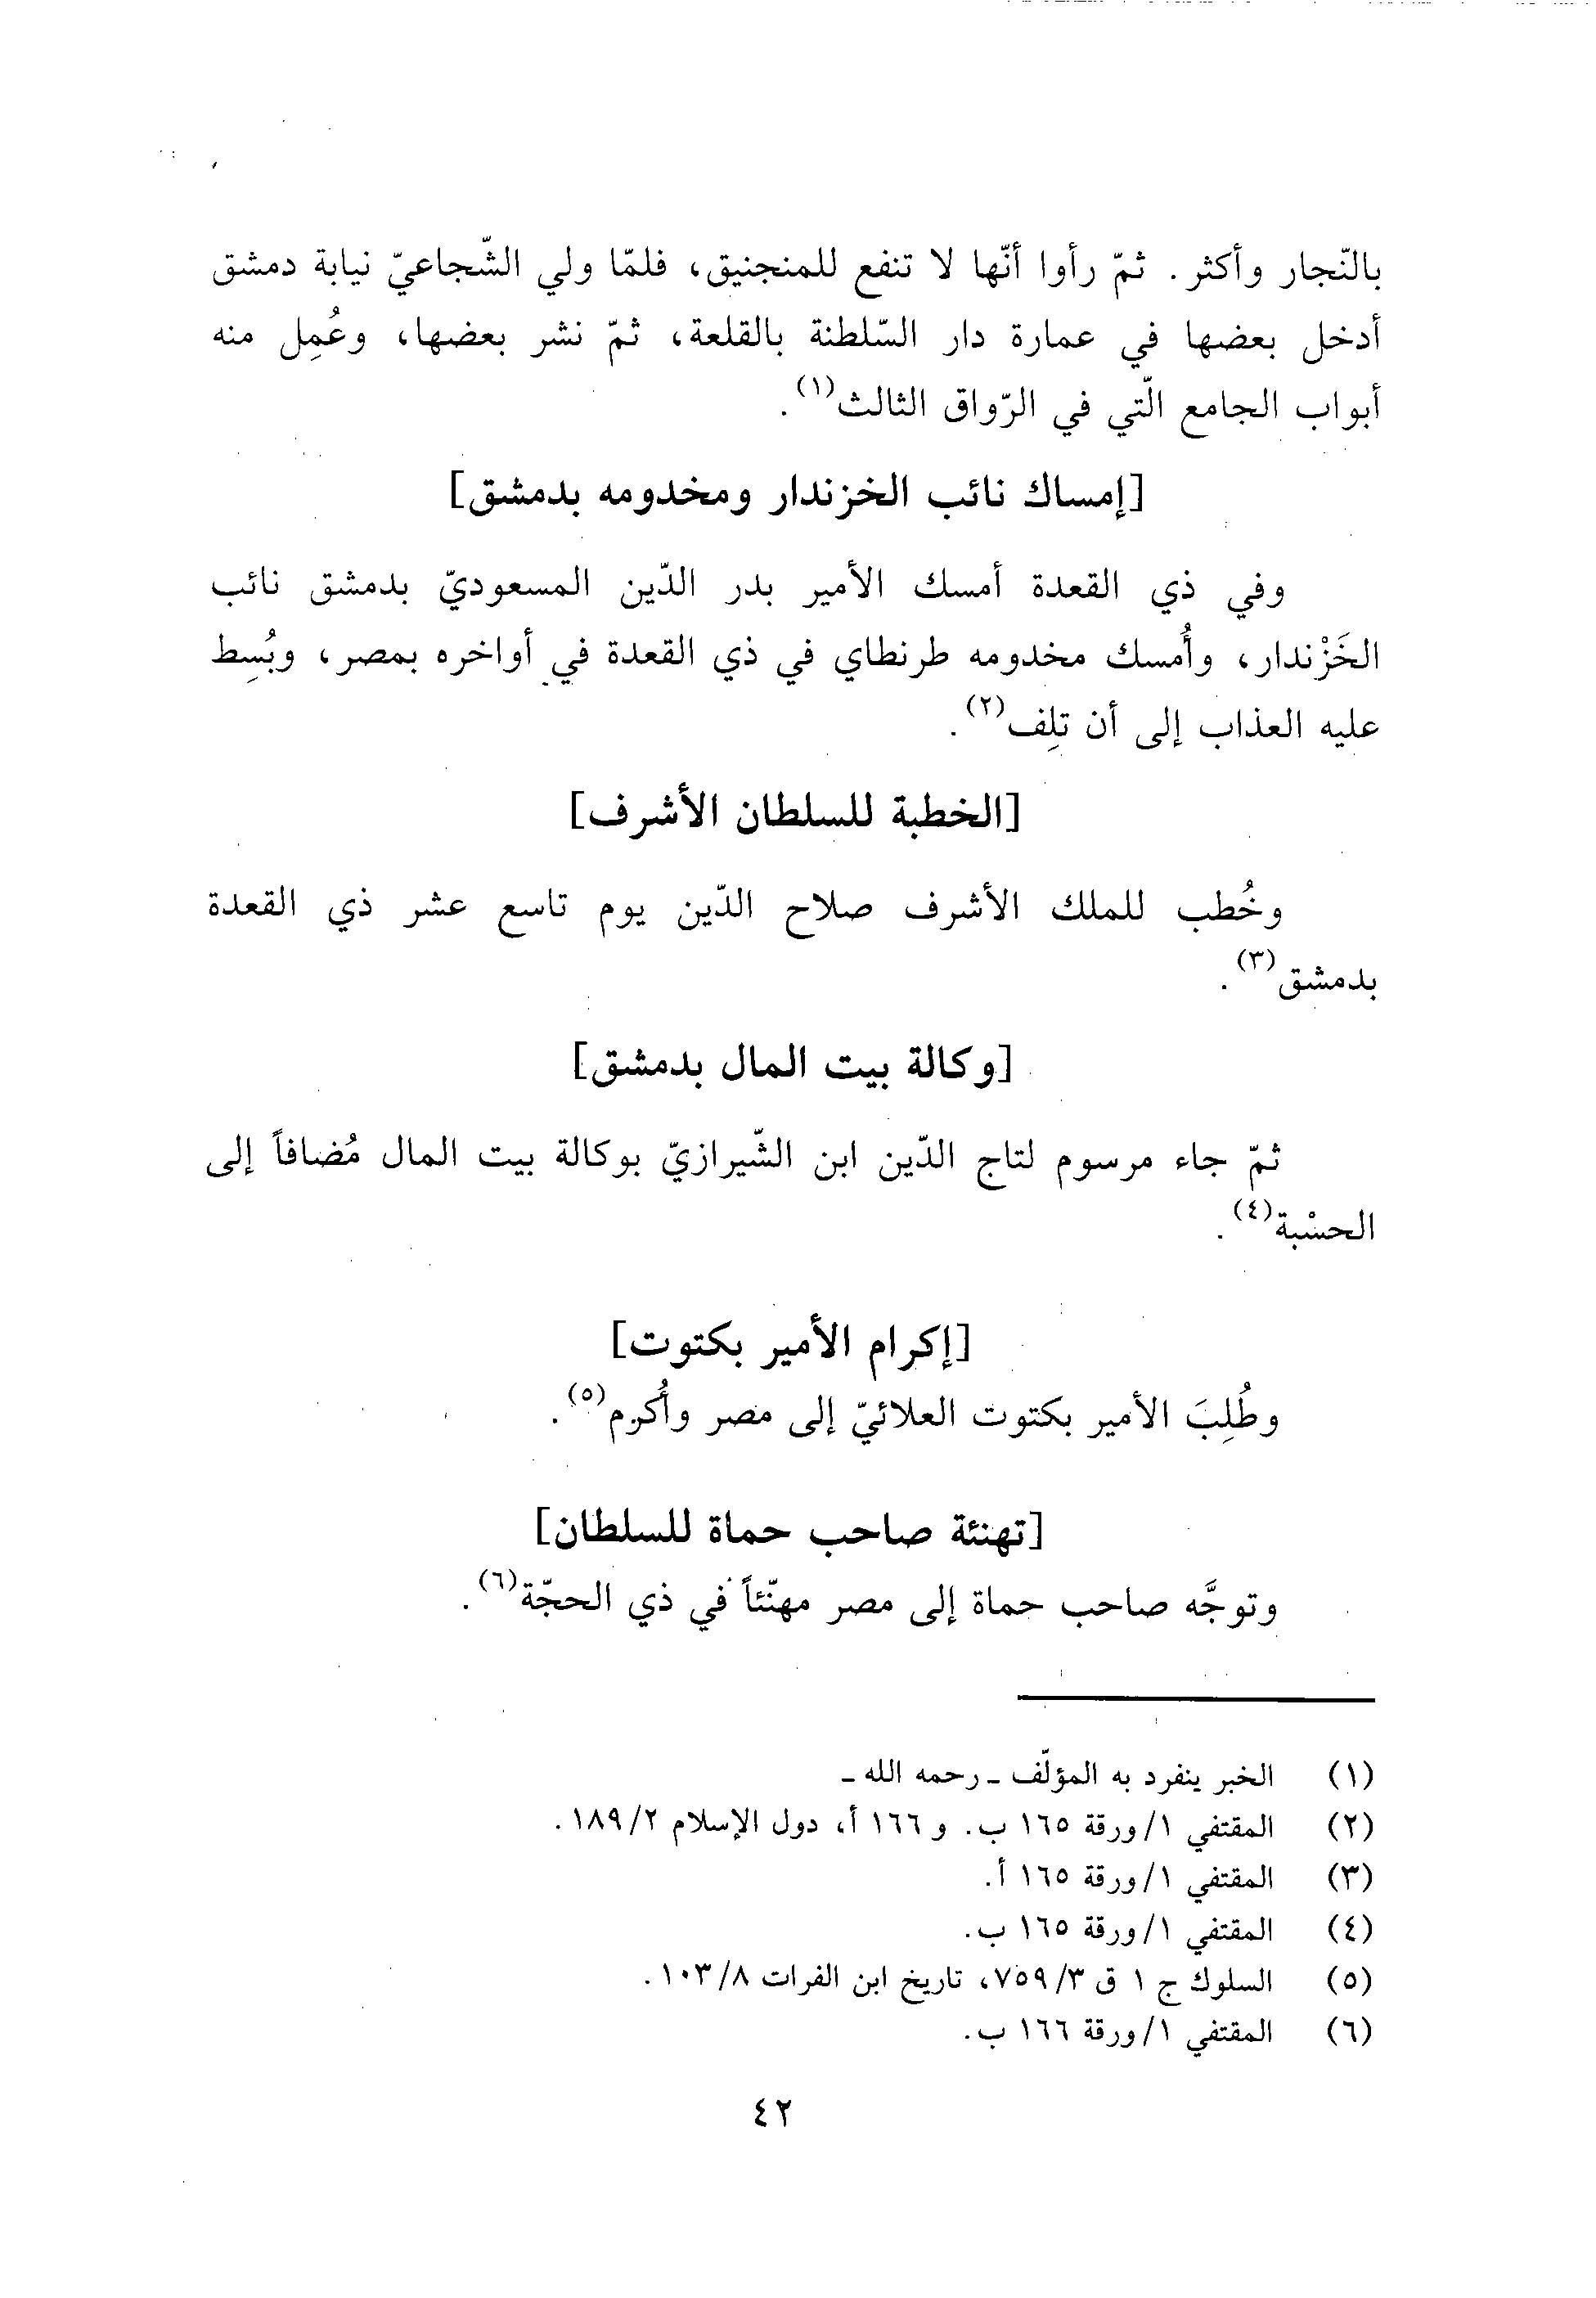 بالنّجار وأكثر. ثمّ رأوا أنّها لا تنفع للمنجنيق، فلمّا ولي الشّجاعيّ نيابة دمشق
أدخل بعضها في عمارة دار السّلطنة بالقلعة، ثمّ نشر بعضها، وعُمِل منه
أبواب الجامع الّتي في الرّواق الثالث(١).
[إمساك نائب الخزندار ومخدومه بدمشق]
وفي ذي القعدة أمسك الأمير بدر الدّين المسعوديّ بدمشق نائب
الخَزْندار، وأُمسك مخدومه طرنطاي في ذي القعدة في أواخره بمصر، وبُسِط
عليه العذاب إلى أن تلِف(٢).
[الخطبة للسلطان الأشرف]
وخُطب للملك الأشرف صلاح الدّين يوم تاسع عشر ذي القعدة
بدمشق(٣).
[وكالة بيت المال بدمشق]
ثمّ جاء مرسوم لتاج الدّين ابن الشّيرازيّ بوكالة بيت المال مُضافاً إلى
الحسْبة(٤).
[إكرام الأمير بكتوت]
وطُلِبَ الأمير بكتوت العلائيّ إلى مصر وأُكرم(٥).
[تهنئة صاحب حماة للسلطان]
وتوجَّه صاحب حماة إلى مصر مهنّئاً في ذي الحجّة(٦).
(١) الخبر ينفرد به المؤلّف ـ رحمه الله ـ
(٢) المقتفي ١/ورقة ١٦٥ ب. و ١٦٦ أ، دول الإسلام ١٨٩/٢.
(٣) المقتفي ١/ورقة ١٦٥ أ.
(٤) المقتفي ١/ورقة ١٦٥ ب.
(٥) السلوك ج ١ ق ٧٥٩/٣، تاريخ ابن الفرات ١٠٣/٨.
(٦) المقتفي ١/ورقة ١٦٦ ب.
٤٢